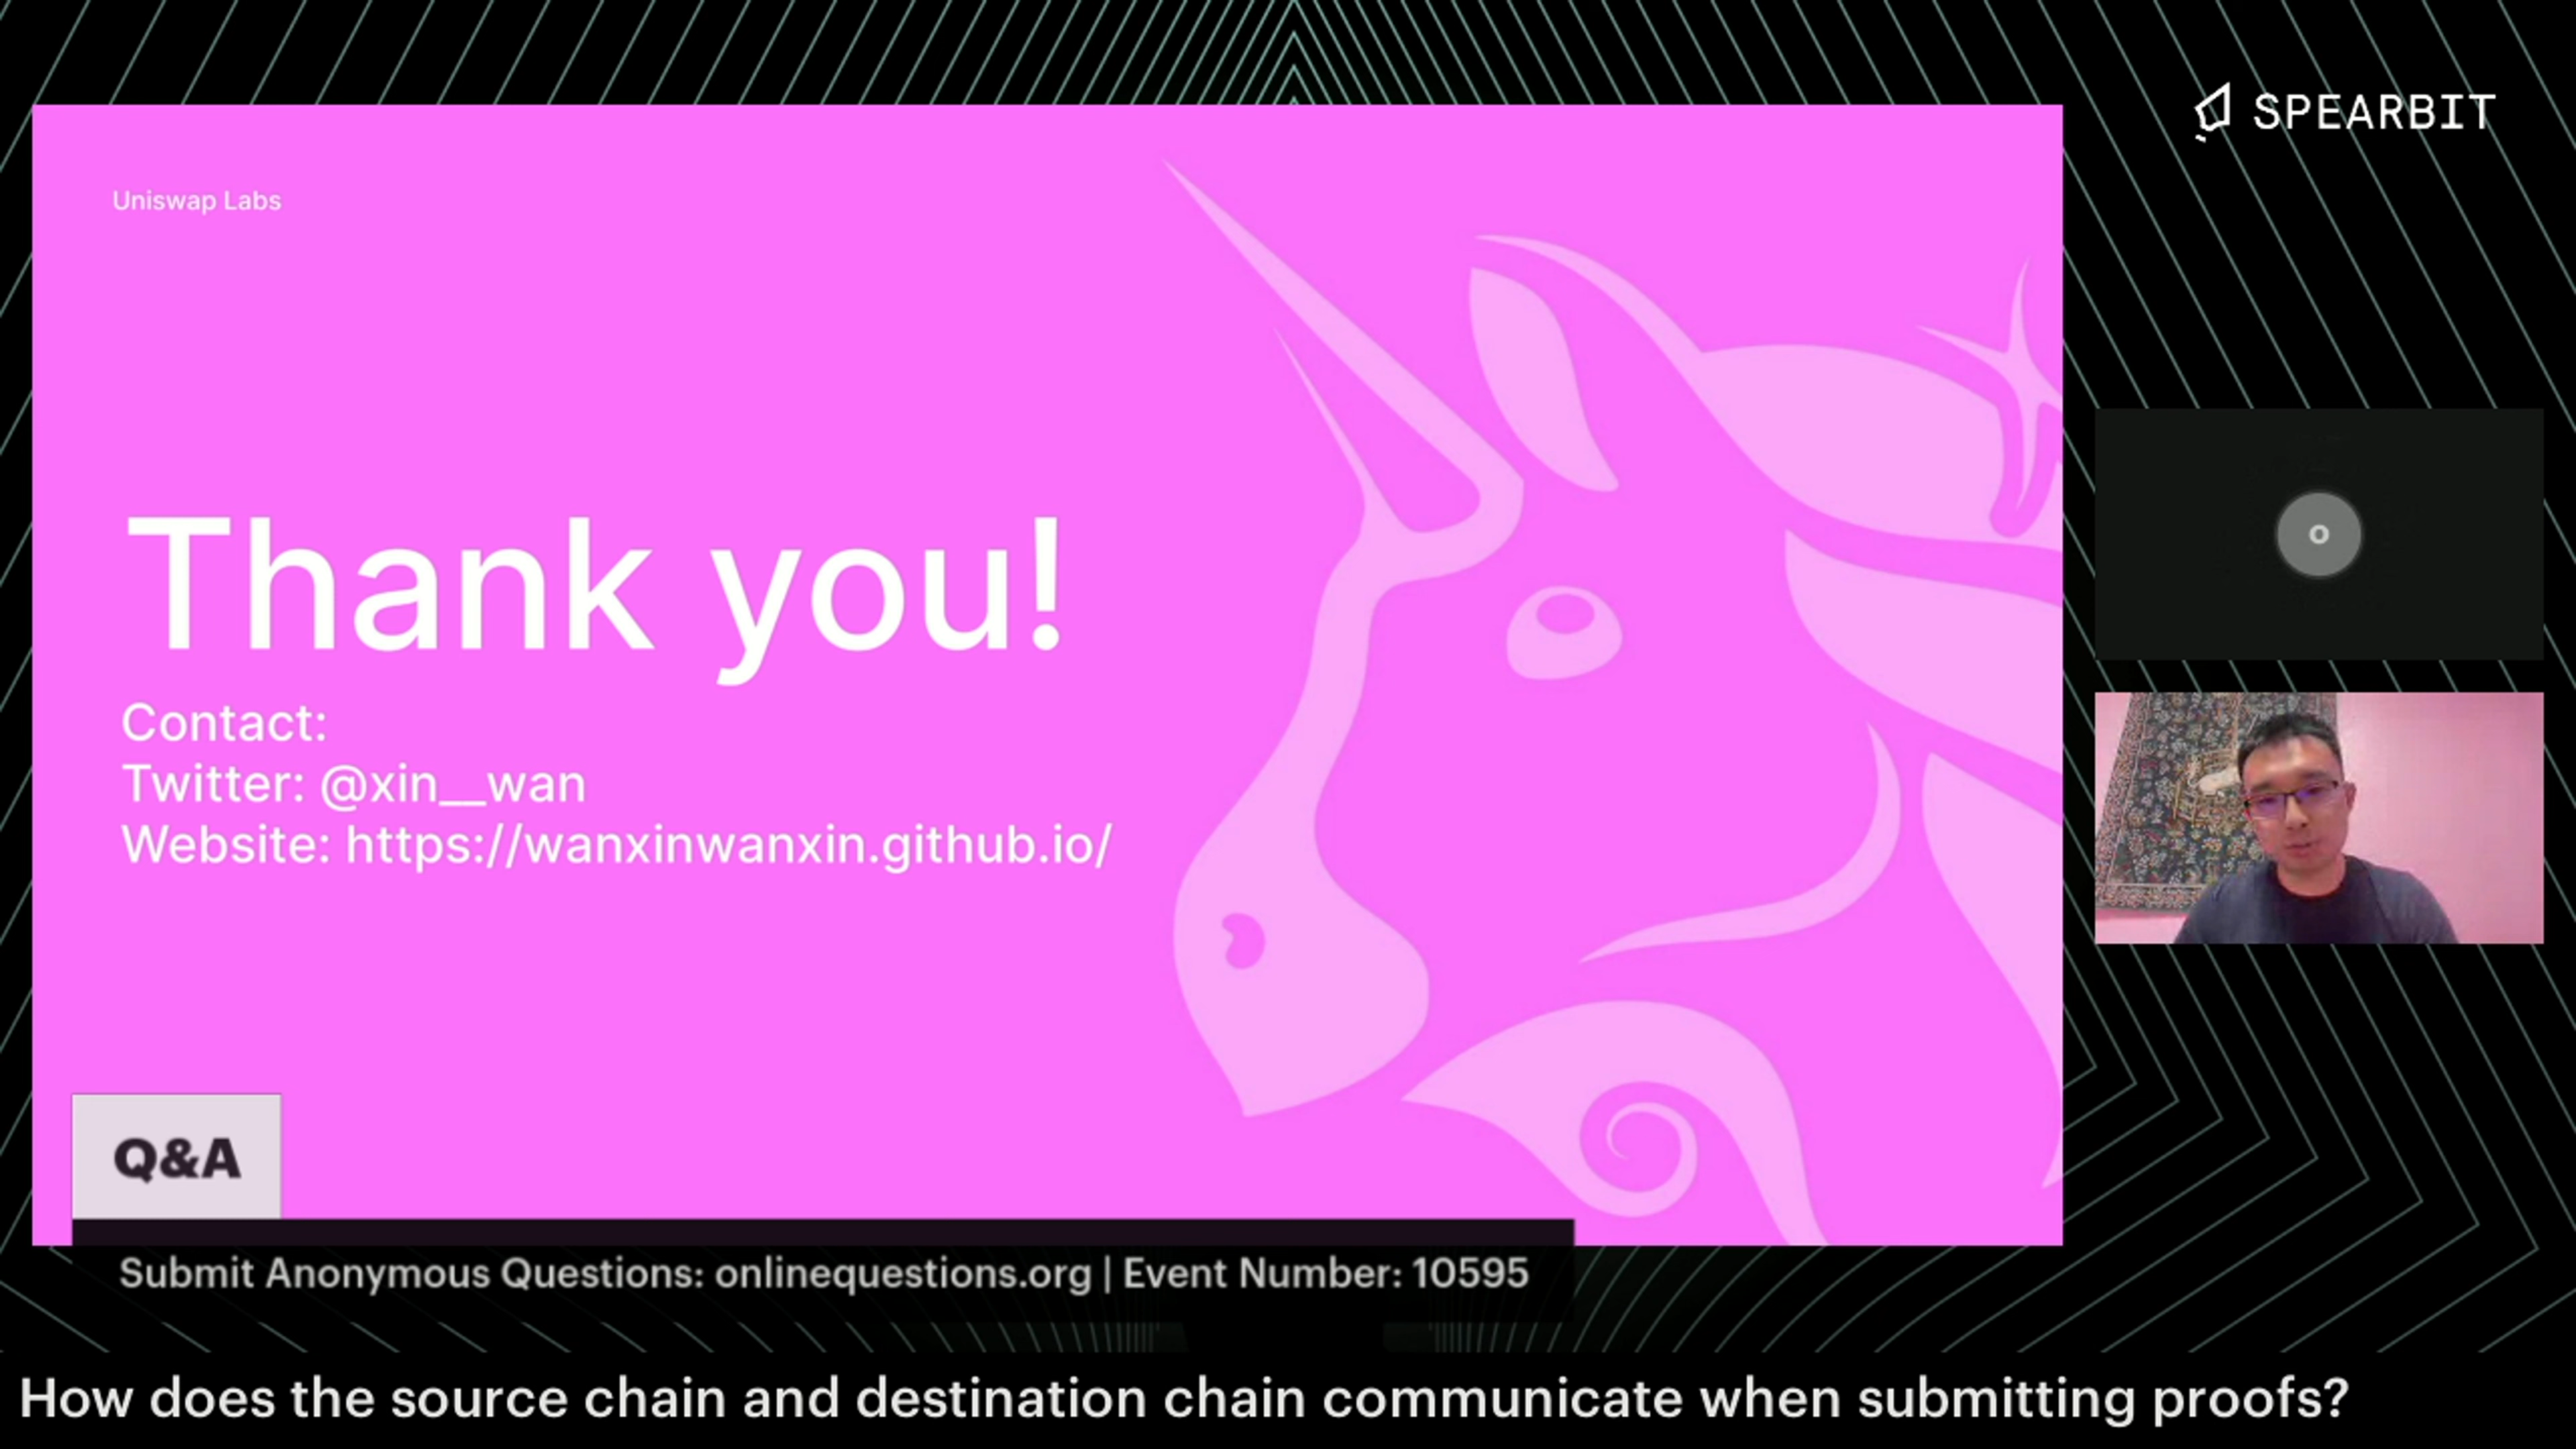 SPEARBIT
Uniswap Labs
Thank you!
Contact:
Twitter: @xin__wan
Website: https://wanxinwanxin.github.io/
O
Q&A
Submit Anonymous Questions: onlinequestions.org | Event Number: 10595
How does the source chain and destination chain communicate when submitting proofs?